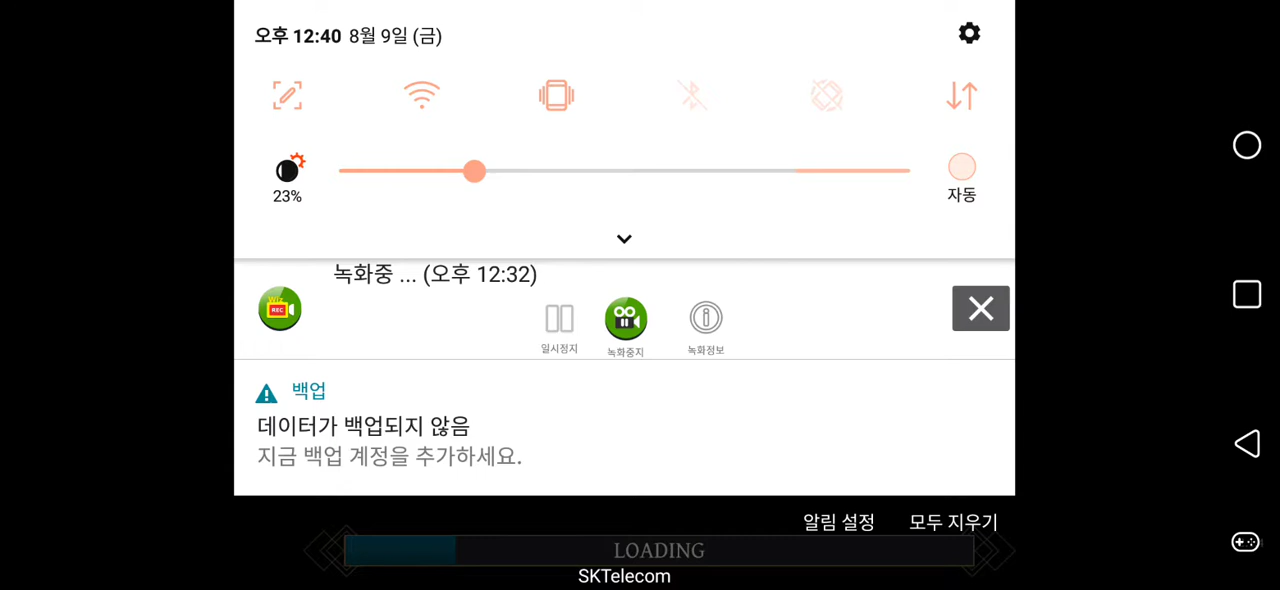 오후 12:40 8월 9일 (금)
23%
자동
녹화중 ... (오후 12:32)
Wiz
REC
일시정지
녹화중지
녹화정보
백업
데이터가 백업되지 않음
지금 백업 계정을 추가하세요.
알림 설정 모두 지우기
LOADING
SKTelecom